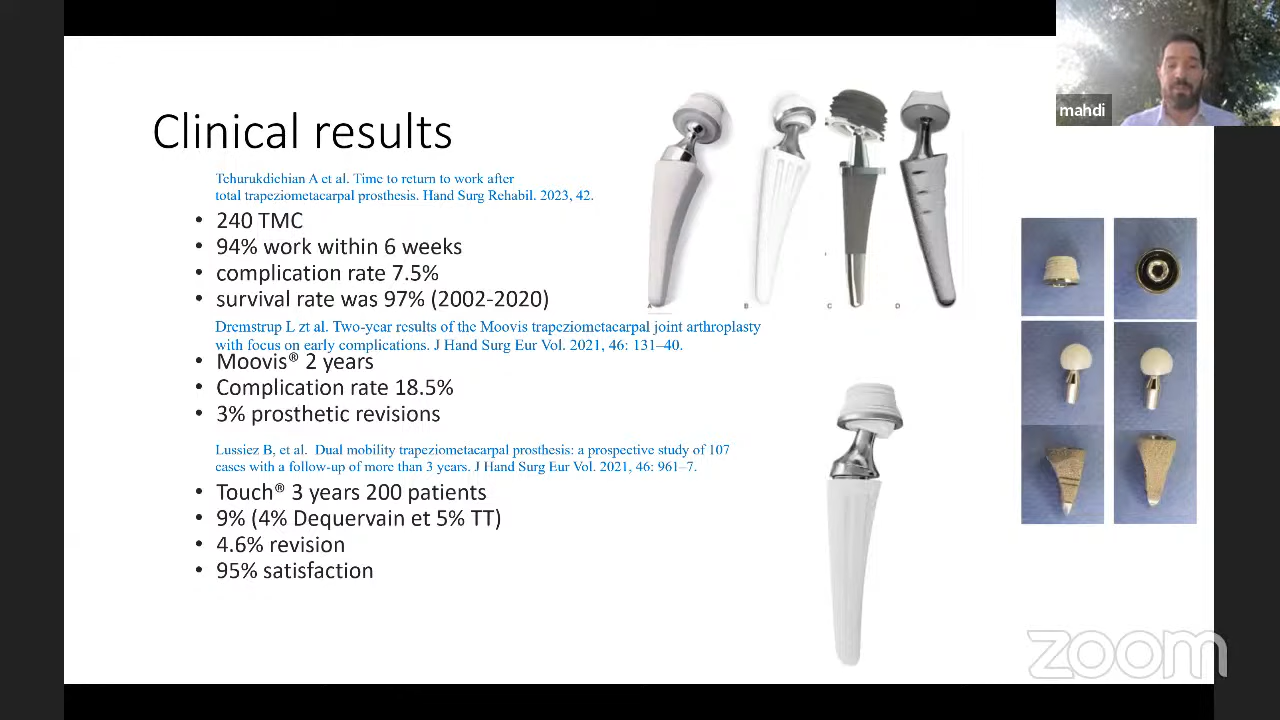 mahdi
Clinical results
Tchurukdichian A et al. Time to return to work after
total trapeziometacarpal prosthesis. Hand Surg Rehabil. 2023, 42.
• 240 TMC
• 94% work within 6 weeks
• complication rate 7.5%
• survival rate was 97% (2002-2020)
Dremstrup L zt al. Two-year results of the Moovis trapeziometacarpal joint arthroplasty
with focus on early complications. J Hand Surg Eur Vol. 2021, 46: 131–40.
• Moovis® 2 years
• Complication rate 18.5%
• 3% prosthetic revisions
Lussiez B, et al. Dual mobility trapeziometacarpal prosthesis: a prospective study of 107
cases with a follow-up of more than 3 years. J Hand Surg Eur Vol. 2021, 46: 961–7.
• Touch® 3 years 200 patients
• 9% (4% Dequervain et 5% TT)
• 4.6% revision
• 95% satisfaction
A B C D
zoom